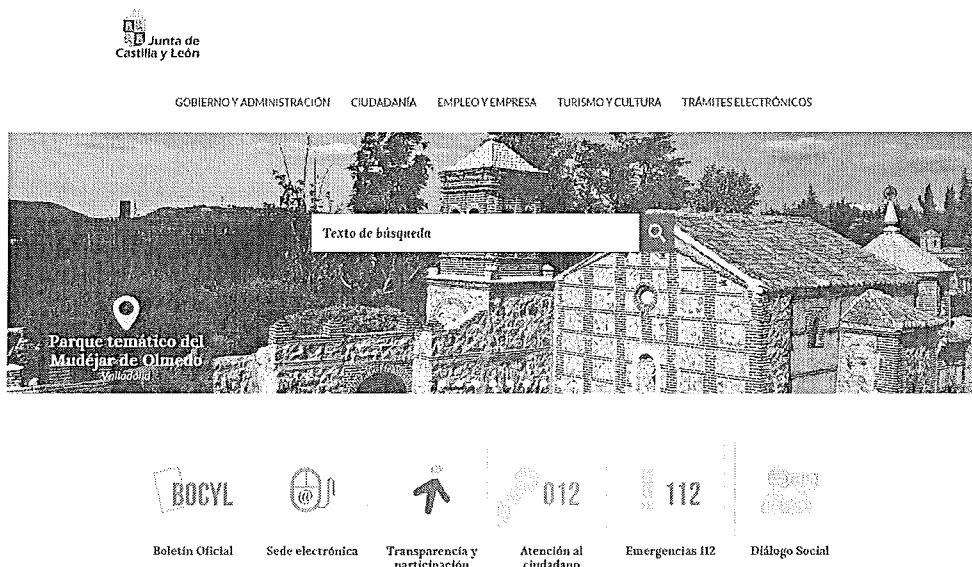 Junta de
Castilla y León
GOBIERNO Y ADMINISTRACIÓN CIUDADANÍA EMPLEO Y EMPRESA TURISMO Y CULTURA TRÁMITES ELECTRÓNICOS
Texto de búsqueda
Parque temático del
Mudéjar de Olmedo
Valladolid
BOCYL @ 012 112
Boletín Oficial Sede electrónica Transparencia y participación Atención al ciudadano Emergencias 112 Diálogo Social